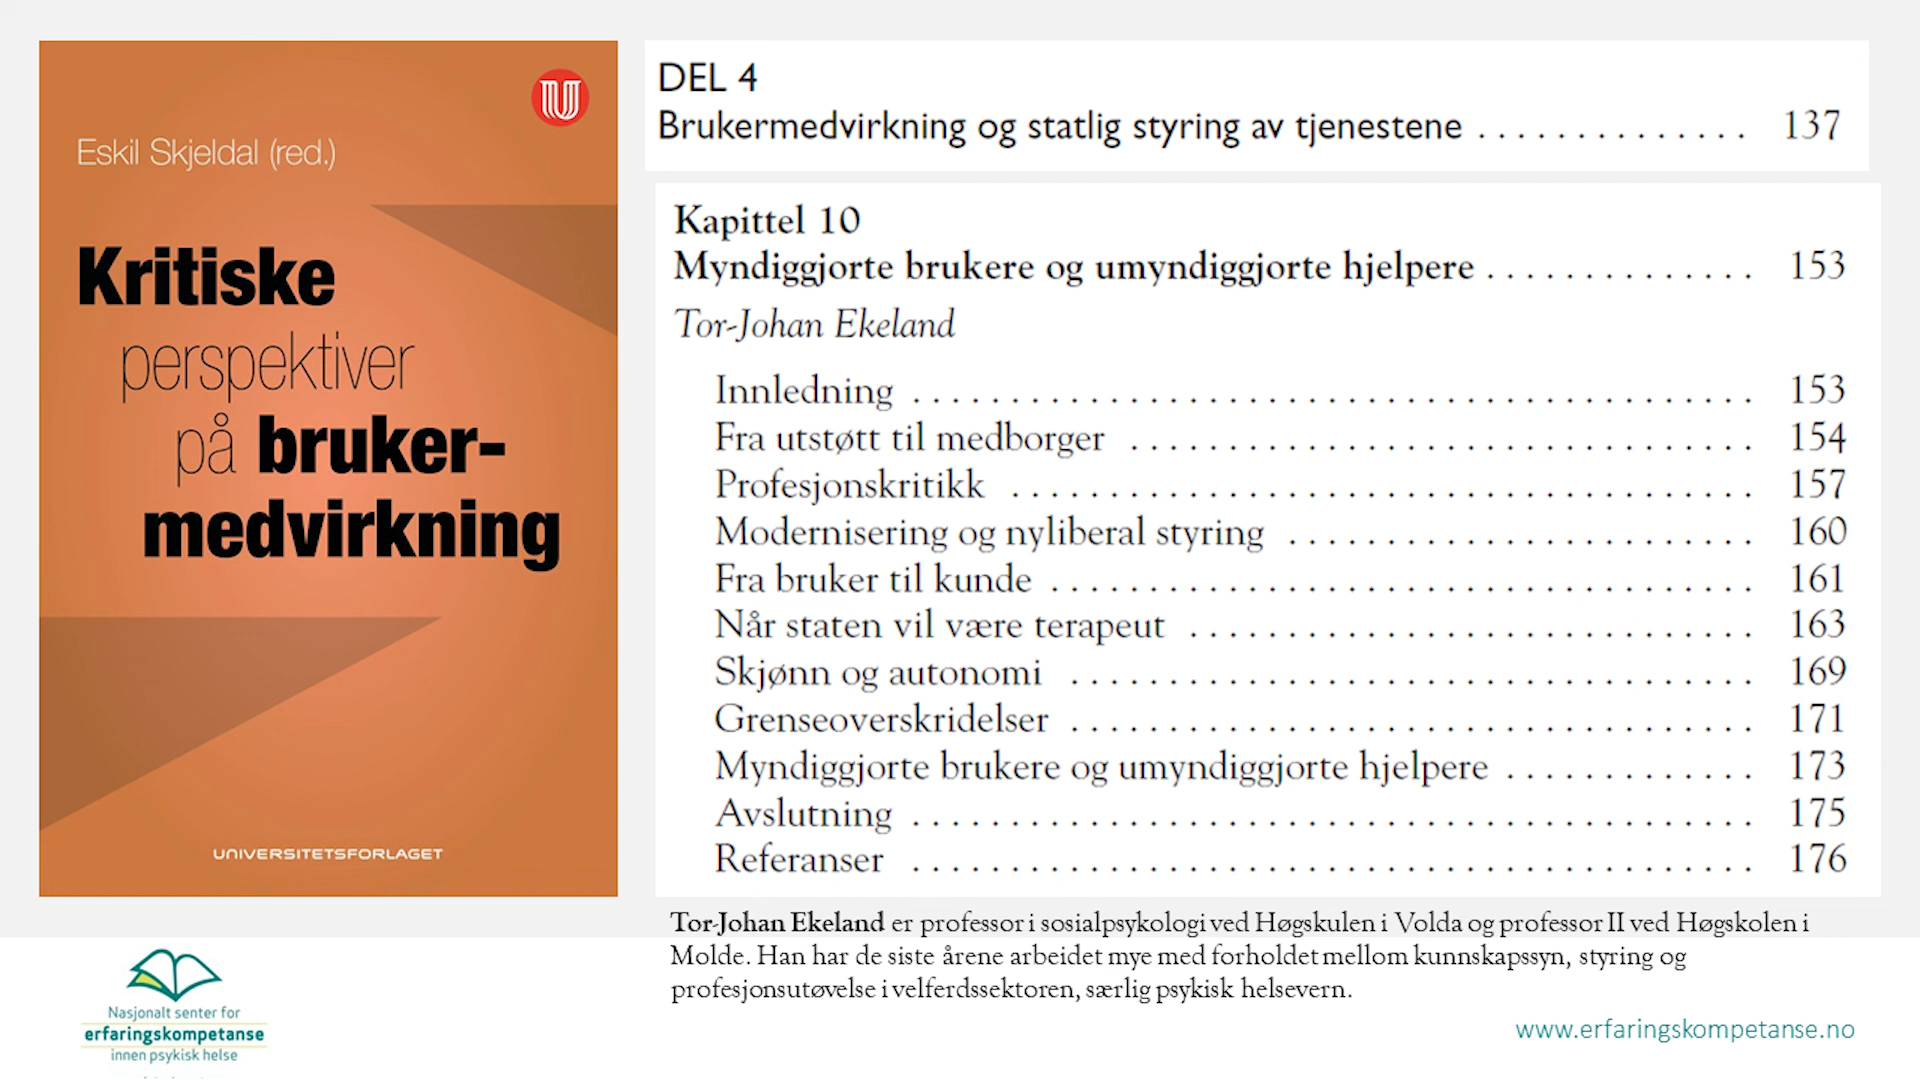 Eskil Skjeldal (red.)
Kritiske
perspektiver
på bruker-
medvirkning
UNIVERSITETSFORLAGET
DEL 4
Brukermedvirkning og statlig styring av tjenestene . . . . . . . . . . . . . . 137
Kapittel 10
Myndiggjorte brukere og umyndiggjorte hjelpere . . . . . . . . . . . . . . 153
Tor-Johan Ekeland
Innledning . . . . . . . . . . . . . . . . . . . . . . . . . . . . . . . . . . . . . . . . . . . 153
Fra utstøtt til medborger . . . . . . . . . . . . . . . . . . . . . . . . . . . . . . . . 154
Profesjonskritikk . . . . . . . . . . . . . . . . . . . . . . . . . . . . . . . . . . . . . . 157
Modernisering og nyliberal styring . . . . . . . . . . . . . . . . . . . . . . . . 160
Fra bruker til kunde . . . . . . . . . . . . . . . . . . . . . . . . . . . . . . . . . . . . 161
Når staten vil være terapeut . . . . . . . . . . . . . . . . . . . . . . . . . . . . . 163
Skjønn og autonomi . . . . . . . . . . . . . . . . . . . . . . . . . . . . . . . . . . . 169
Grenseoverskridelser . . . . . . . . . . . . . . . . . . . . . . . . . . . . . . . . . . . 171
Myndiggjorte brukere og umyndiggjorte hjelpere . . . . . . . . . . . . . 173
Avslutning . . . . . . . . . . . . . . . . . . . . . . . . . . . . . . . . . . . . . . . . . . . 175
Referanser . . . . . . . . . . . . . . . . . . . . . . . . . . . . . . . . . . . . . . . . . . . 176
Tor-Johan Ekeland er professor i sosialpsykologi ved Høgskulen i Volda og professor II ved Høgskolen i
Molde. Han har de siste årene arbeidet mye med forholdet mellom kunnskapssyn, styring og
profesjonsutøvelse i velferdssektoren, særlig psykisk helsevern.
Nasjonalt senter for
erfaringskompetanse
innen psykisk helse
www.erfaringskompetanse.no